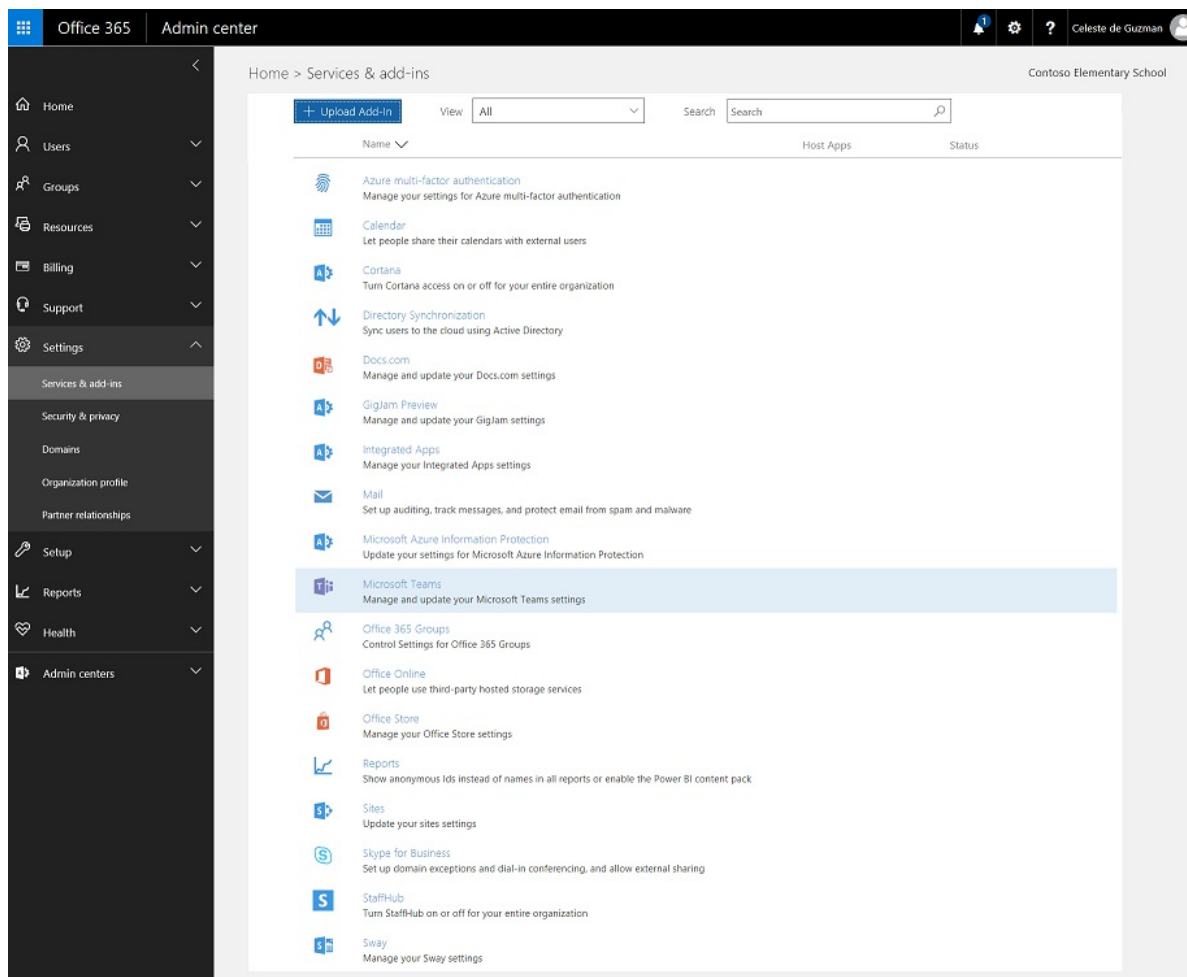 Office 365 Admin center 1 ? Celeste de Guzman
Home > Services & add-ins Contoso Elementary School
Home
Users
Groups
Resources
Billing
Support
Settings
Services & add-ins
Security & privacy
Domains
Organization profile
Partner relationships
Setup
Reports
Health
Admin centers
+ Upload Add-In View All Search Search
Name Host Apps Status
Azure multi-factor authentication
Manage your settings for Azure multi-factor authentication
Calendar
Let people share their calendars with external users
Cortana
Turn Cortana access on or off for your entire organization
Directory Synchronization
Sync users to the cloud using Active Directory
Docs.com
Manage and update your Docs.com settings
GigJam Preview
Manage and update your GigJam settings
Integrated Apps
Manage your Integrated Apps settings
Mail
Set up auditing, track messages, and protect email from spam and malware
Microsoft Azure Information Protection
Update your settings for Microsoft Azure Information Protection
Microsoft Teams
Manage and update your Microsoft Teams settings
Office 365 Groups
Control Settings for Office 365 Groups
Office Online
Let people use third-party hosted storage services
Office Store
Manage your Office Store settings
Reports
Show anonymous Ids instead of names in all reports or enable the Power BI content pack
Sites
Update your sites settings
Skype for Business
Set up domain exceptions and dial-in conferencing, and allow external sharing
StaffHub
Turn StaffHub on or off for your entire organization
Sway
Manage your Sway settings